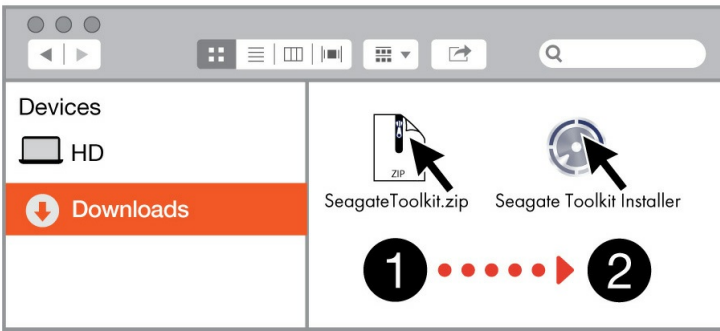 Devices
HD
Downloads
ZIP
SeagateToolkit.zip
Seagate Toolkit Installer
1
2